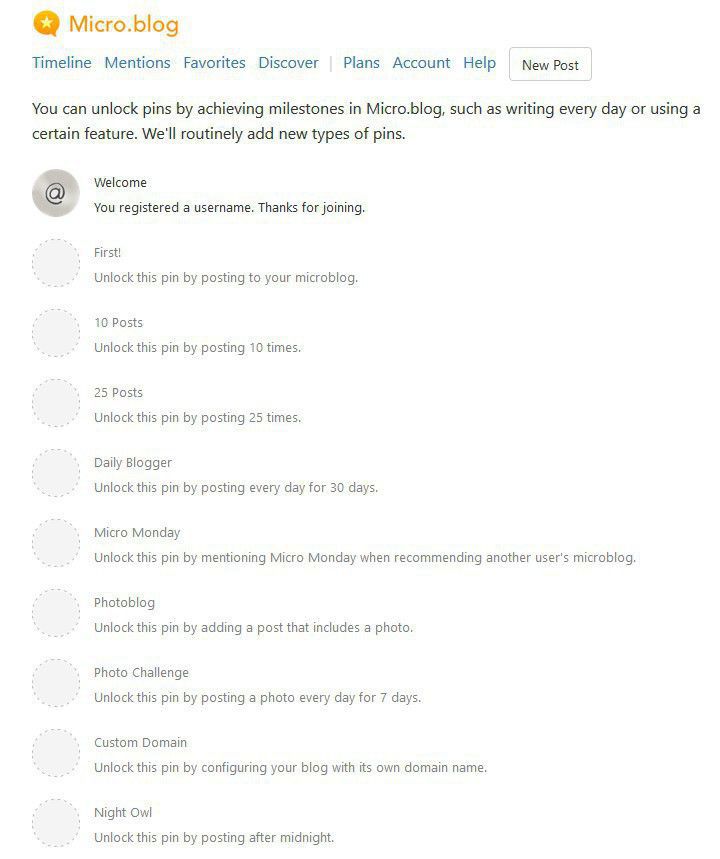 Micro.blog
Timeline Mentions Favorites Discover | Plans Account Help New Post
You can unlock pins by achieving milestones in Micro.blog, such as writing every day or using a
certain feature. We'll routinely add new types of pins.
@
Welcome
You registered a username. Thanks for joining.
First!
Unlock this pin by posting to your microblog.
10 Posts
Unlock this pin by posting 10 times.
25 Posts
Unlock this pin by posting 25 times.
Daily Blogger
Unlock this pin by posting every day for 30 days.
Micro Monday
Unlock this pin by mentioning Micro Monday when recommending another user's microblog.
Photoblog
Unlock this pin by adding a post that includes a photo.
Photo Challenge
Unlock this pin by posting a photo every day for 7 days.
Custom Domain
Unlock this pin by configuring your blog with its own domain name.
Night Owl
Unlock this pin by posting after midnight.